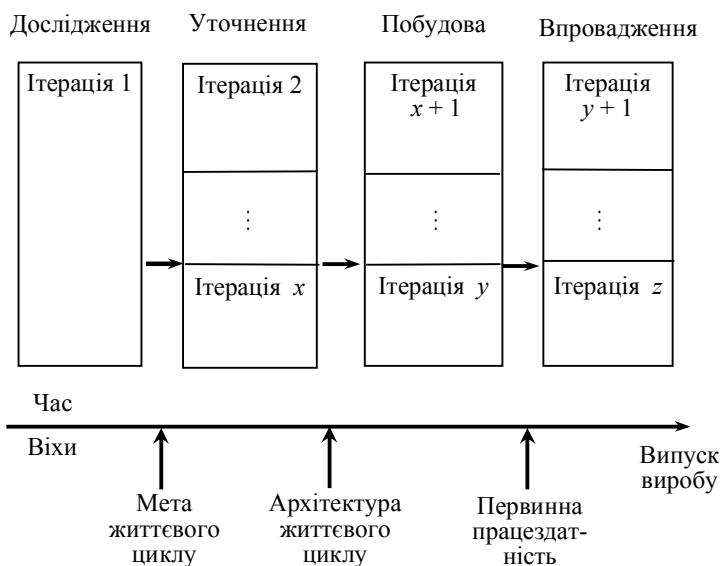 Дослідження Уточнення Побудова Впровадження
Ітерація 1
Ітерація 2
Ітерація
x + 1
Ітерація
y + 1
⋮ ⋮ ⋮
Ітерація x
Ітерація y
Ітерація z
Час
Віхи
Випуск
виробу
Мета
життєвого
циклу
Архітектура
життєвого
циклу
Первинна
працездат-
ність